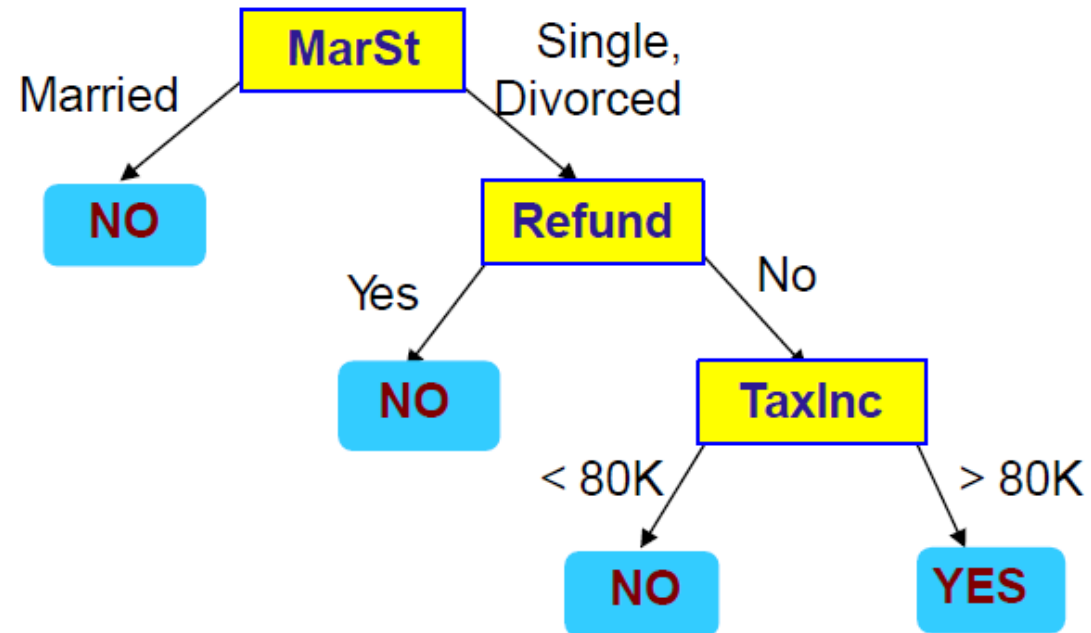 MarSt
Single,
Divorced
Married
NO
Refund
Yes
No
NO
TaxInc
< 80K
> 80K
NO
YES